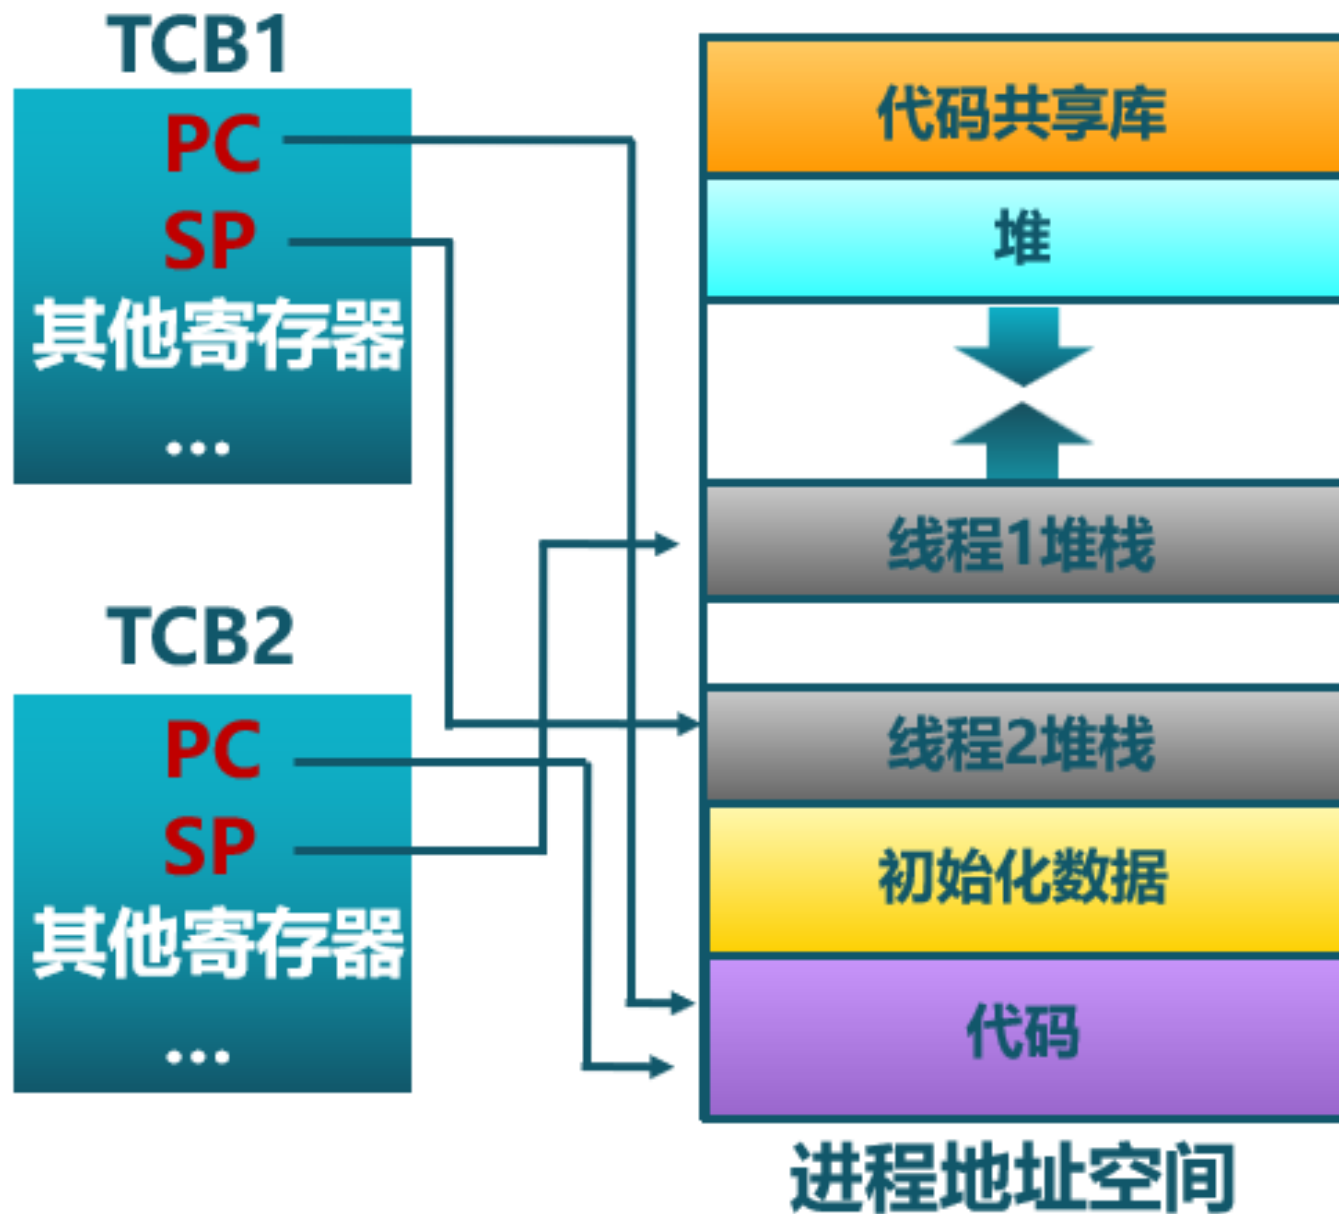 TCB1
PC
SP
其他寄存器
...
TCB2
PC
SP
其他寄存器
...
代码共享库
堆
线程1堆栈
线程2堆栈
初始化数据
代码
进程地址空间